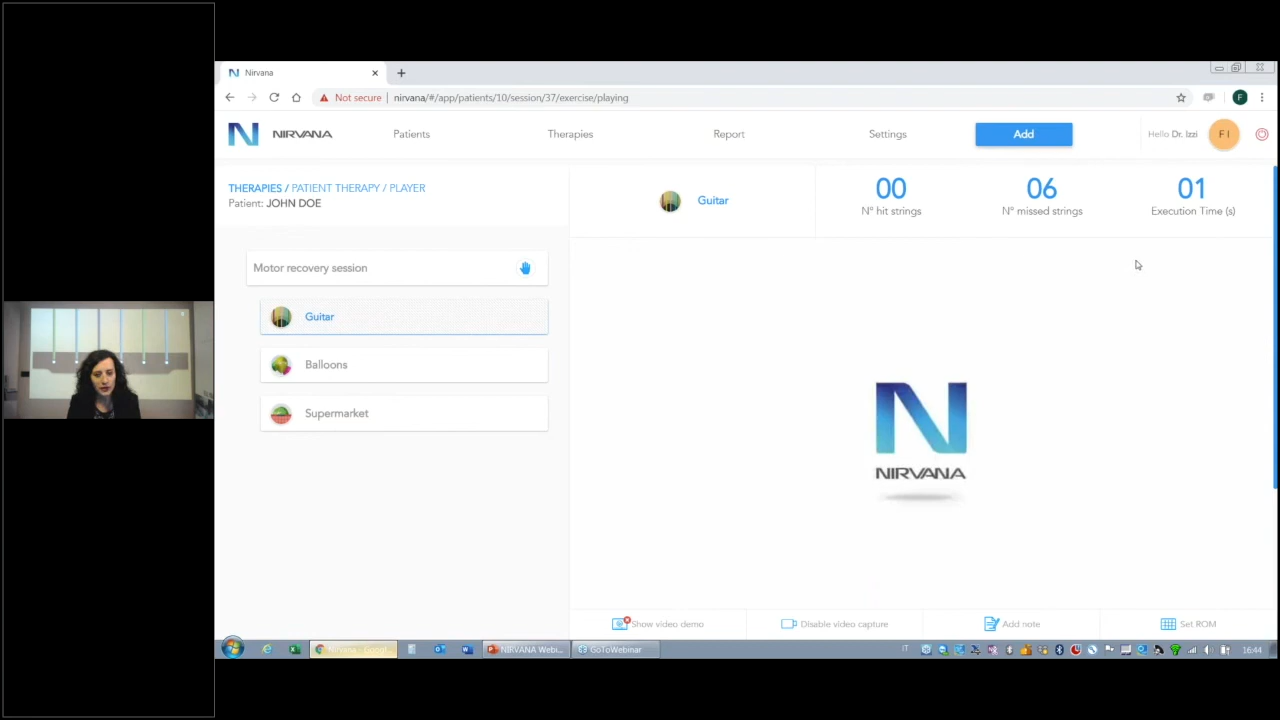 Nirvana
Not secure
nirvana/#/app/patients/10/session/37/exercise/playing
F
NIRVANA
Patients
Therapies
Report
Settings
Add
Hello Dr. Izzi
F I
THERAPIES / PATIENT THERAPY / PLAYER
Patient: JOHN DOE
Guitar
00
N° hit strings
06
N° missed strings
01
Execution Time (s)
Motor recovery session
Guitar
Balloons
Supermarket
NIRVANA
Show video demo
Disable video capture
Add note
Set ROM
Nirvana - Googl...
NIRVANA Webi...
GoToWebinar
IT
16:44